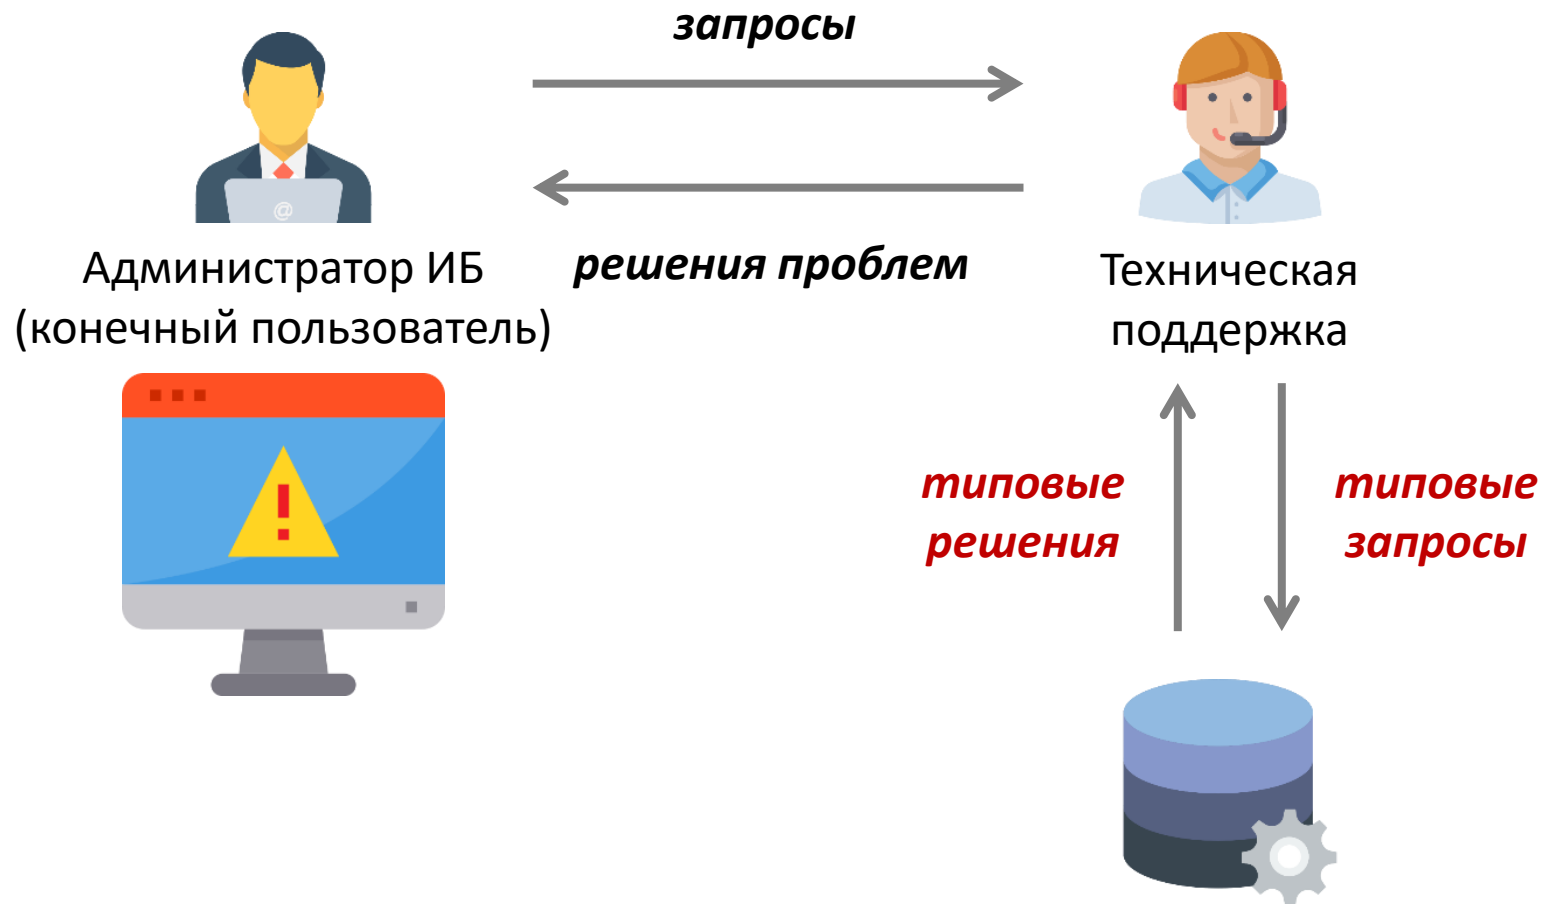 запросы
@
решения проблем
Администратор ИБ
(конечный пользователь)
Техническая
поддержка
типовые
решения
типовые
запросы